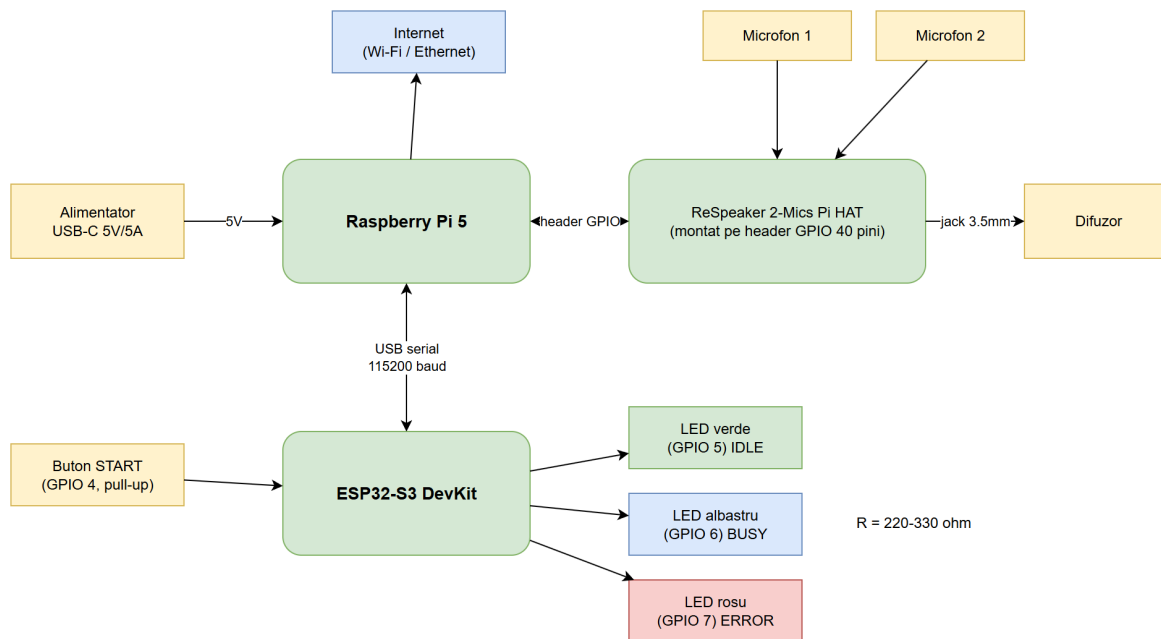 Internet
(Wi-Fi / Ethernet)
Microfon 1
Microfon 2
Alimentator
USB-C 5V/5A
5V
Raspberry Pi 5
header GPIO
ReSpeaker 2-Mics Pi HAT
(montat pe header GPIO 40 pini)
jack 3.5mm
Difuzor
USB serial
115200 baud
Buton START
(GPIO 4, pull-up)
ESP32-S3 DevKit
LED verde
(GPIO 5) IDLE
LED albastru
(GPIO 6) BUSY
R = 220-330 ohm
LED rosu
(GPIO 7) ERROR